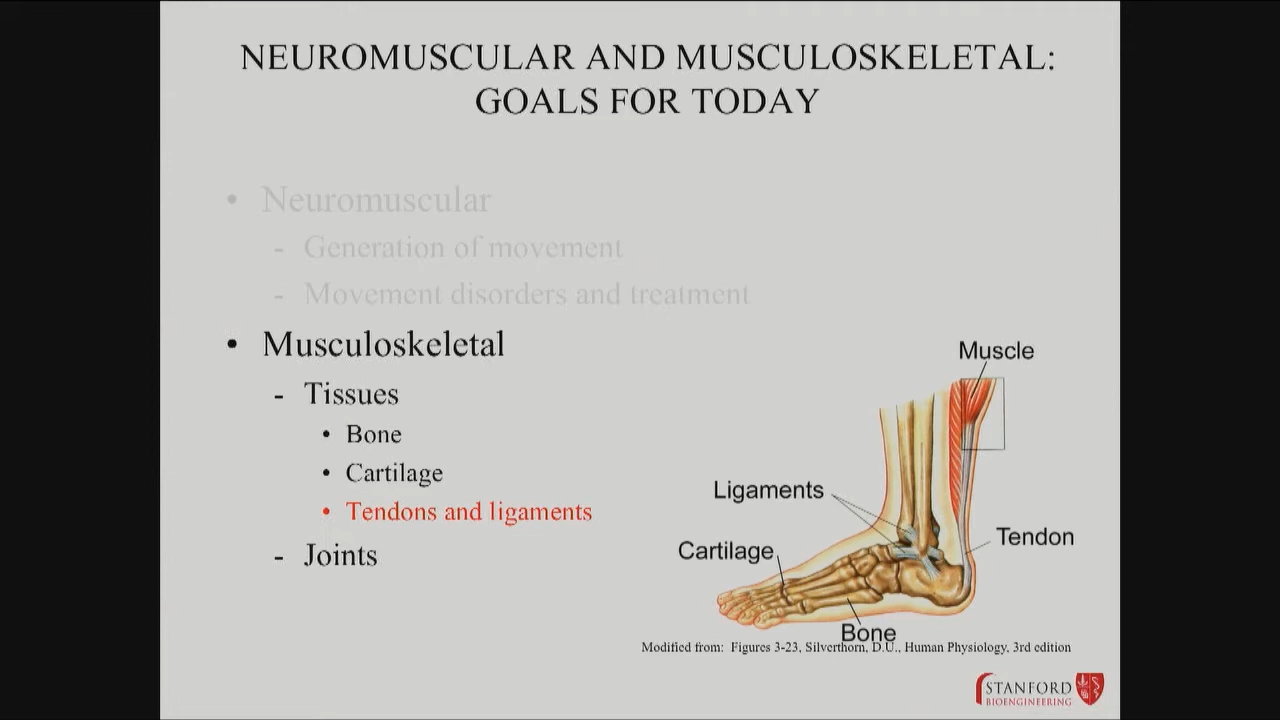 NEUROMUSCULAR AND MUSCULOSKELETAL:
GOALS FOR TODAY
• Neuromuscular
- Generation of movement
- Movement disorders and treatment
• Musculoskeletal
- Tissues
• Bone
• Cartilage
• Tendons and ligaments
- Joints
Muscle
Ligaments
Tendon
Cartilage
Bone
Modified from: Figures 3-23, Silverthorn, D.U., Human Physiology, 3rd edition
STANFORD
BIOENGINEERING